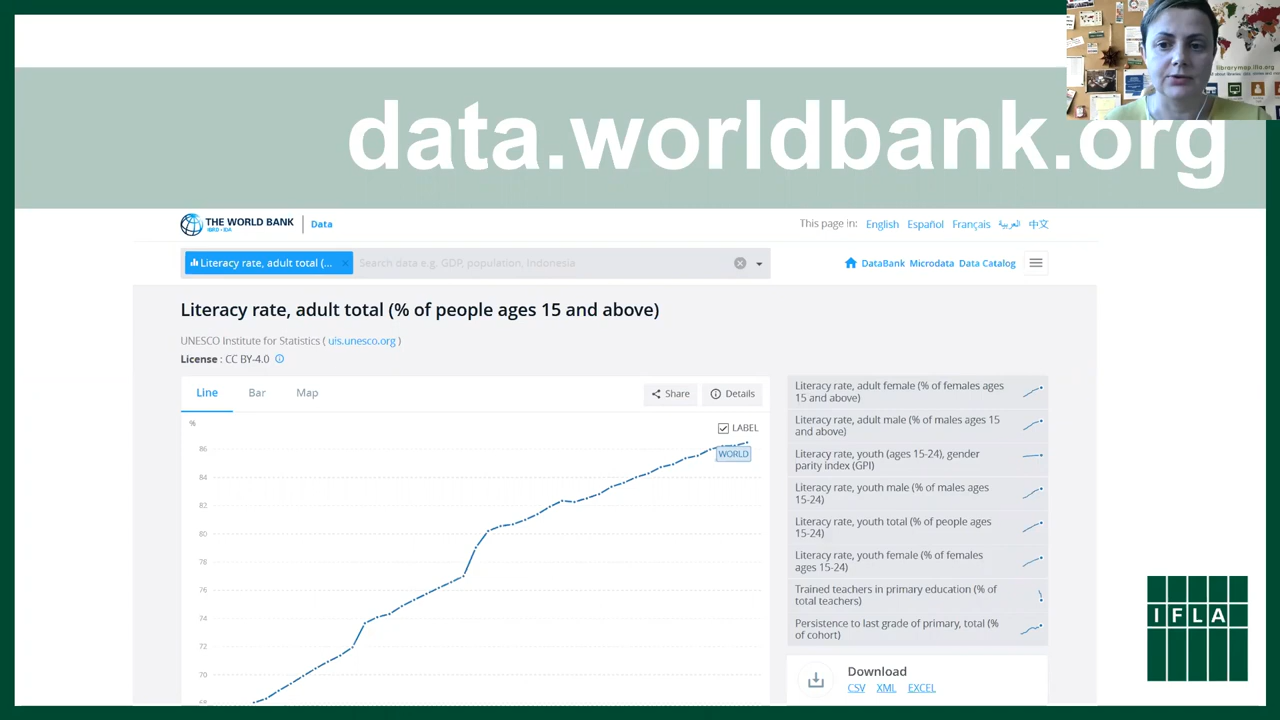 librarymap.ifla.org
data.worldbank.org
THE WORLD BANK
IBRD • IDA
Data
This page in: English Español Français العربية 中文
Literacy rate, adult total (... × Search data e.g. GDP, population, Indonesia
DataBank Microdata Data Catalog
Literacy rate, adult total (% of people ages 15 and above)
UNESCO Institute for Statistics ( uis.unesco.org )
License : CC BY-4.0
Line Bar Map Share Details
%
LABEL
WORLD
86
84
82
80
78
76
74
72
70
68
Literacy rate, adult female (% of females ages
15 and above)
Literacy rate, adult male (% of males ages 15
and above)
Literacy rate, youth (ages 15-24), gender
parity index (GPI)
Literacy rate, youth male (% of males ages
15-24)
Literacy rate, youth total (% of people ages
15-24)
Literacy rate, youth female (% of females
ages 15-24)
Trained teachers in primary education (% of
total teachers)
Persistence to last grade of primary, total (%
of cohort)
Download
CSV XML EXCEL
IFLA